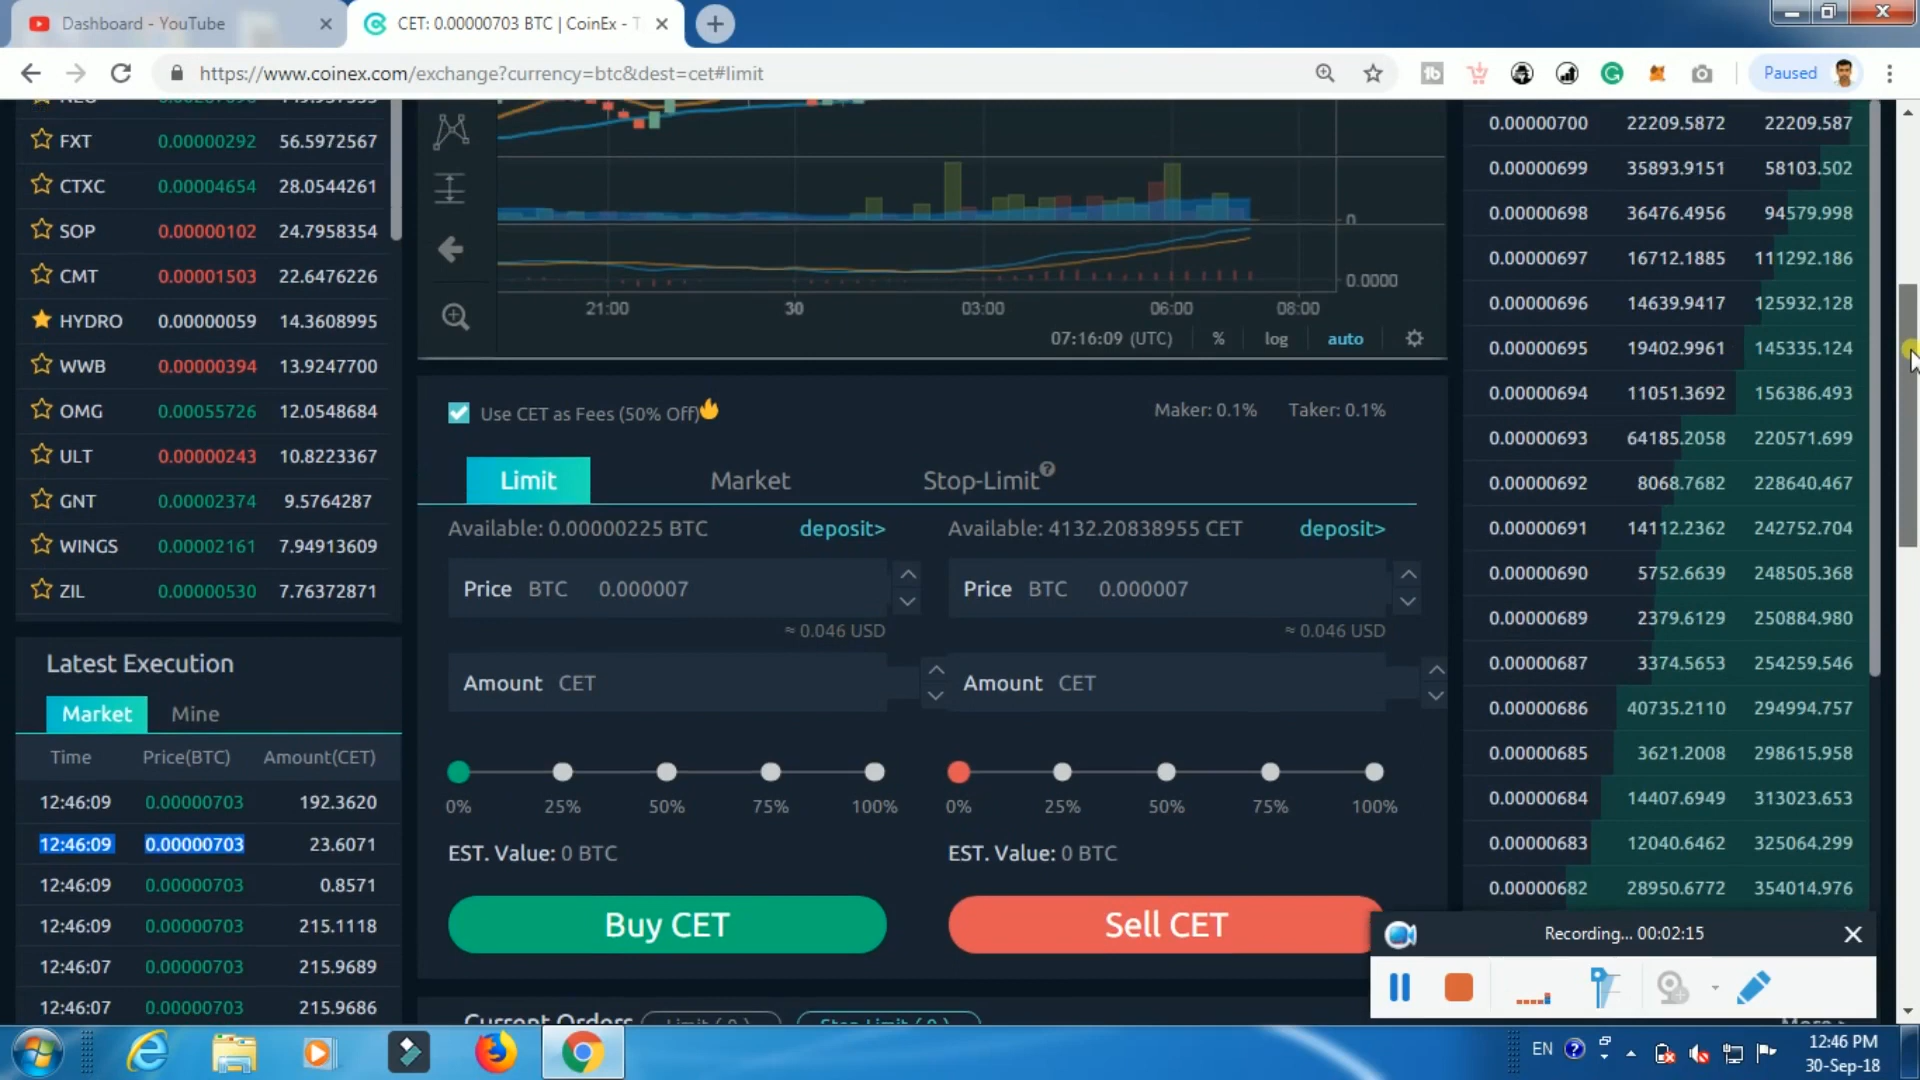 Dashboard - YouTube
CET: 0.00000703 BTC | CoinEx - T
https://www.coinex.com/exchange?currency=btc&dest=cet#limit
Paused
FXT 0.00000292 56.5972567
CTXC 0.00004654 28.0544261
SOP 0.00000102 24.7958354
CMT 0.00001503 22.6476226
HYDRO 0.00000059 14.3608995
WWB 0.00000394 13.9247700
OMG 0.00055726 12.0548684
ULT 0.00000243 10.8223367
GNT 0.00002374 9.5764287
WINGS 0.00002161 7.94913609
ZIL 0.00000530 7.76372871
Latest Execution
Market Mine
Time Price(BTC) Amount(CET)
12:46:09 0.00000703 192.3620
12:46:09 0.00000703 23.6071
12:46:09 0.00000703 0.8571
12:46:09 0.00000703 215.1118
12:46:07 0.00000703 215.9689
12:46:07 0.00000703 215.9686
0
0.0000
21:00 30 03:00 06:00 08:00
07:16:09 (UTC) % log auto
Use CET as Fees (50% Off)
Maker: 0.1% Taker: 0.1%
Limit Market Stop-Limit
Available: 0.00000225 BTC deposit>
Price BTC 0.000007
≈ 0.046 USD
Amount CET
0% 25% 50% 75% 100%
EST. Value: 0 BTC
Buy CET
Available: 4132.20838955 CET deposit>
Price BTC 0.000007
≈ 0.046 USD
Amount CET
0% 25% 50% 75% 100%
EST. Value: 0 BTC
Sell CET
Current Orders Limit ( 0 ) Stop-Limit ( 0 )
0.00000700 22209.5872 22209.587
0.00000699 35893.9151 58103.502
0.00000698 36476.4956 94579.998
0.00000697 16712.1885 111292.186
0.00000696 14639.9417 125932.128
0.00000695 19402.9961 145335.124
0.00000694 11051.3692 156386.493
0.00000693 64185.2058 220571.699
0.00000692 8068.7682 228640.467
0.00000691 14112.2362 242752.704
0.00000690 5752.6639 248505.368
0.00000689 2379.6129 250884.980
0.00000687 3374.5653 254259.546
0.00000686 40735.2110 294994.757
0.00000685 3621.2008 298615.958
0.00000684 14407.6949 313023.653
0.00000683 12040.6462 325064.299
0.00000682 28950.6772 354014.976
Recording... 00:02:15
EN
12:46 PM
30-Sep-18